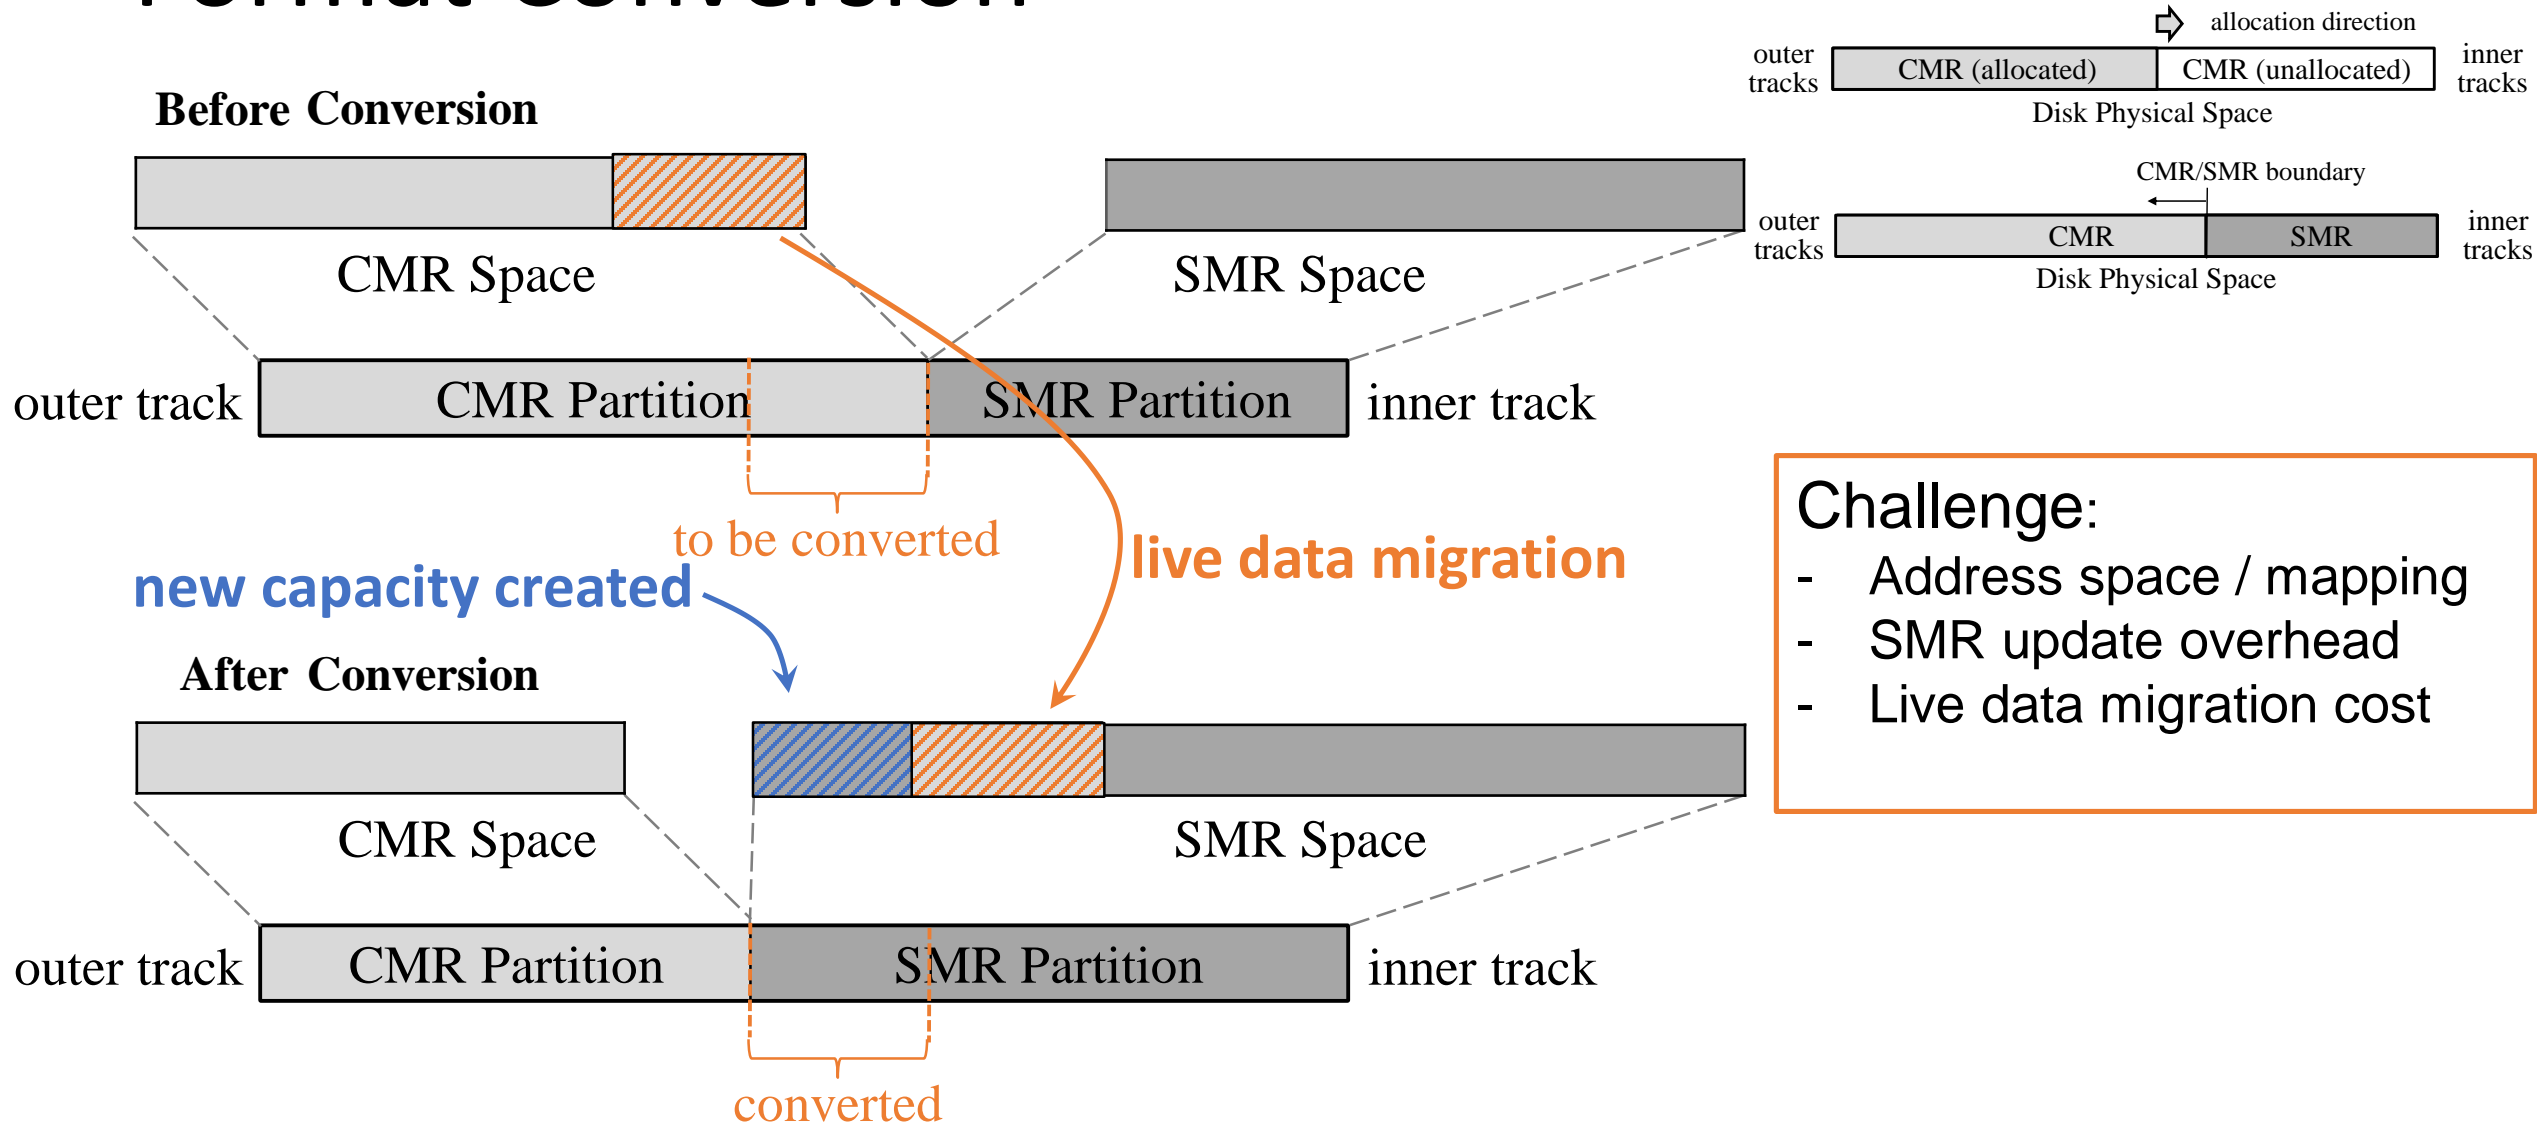 Format Conversion
allocation direction
outer
tracks
CMR (allocated)
CMR (unallocated)
inner
tracks
Disk Physical Space
CMR/SMR boundary
outer
tracks
CMR
SMR
inner
tracks
Disk Physical Space
Before Conversion
CMR Space
SMR Space
outer track
CMR Partition
SMR Partition
inner track
to be converted
live data migration
new capacity created
After Conversion
CMR Space
SMR Space
outer track
CMR Partition
SMR Partition
inner track
converted
Challenge:
- Address space / mapping
- SMR update overhead
- Live data migration cost